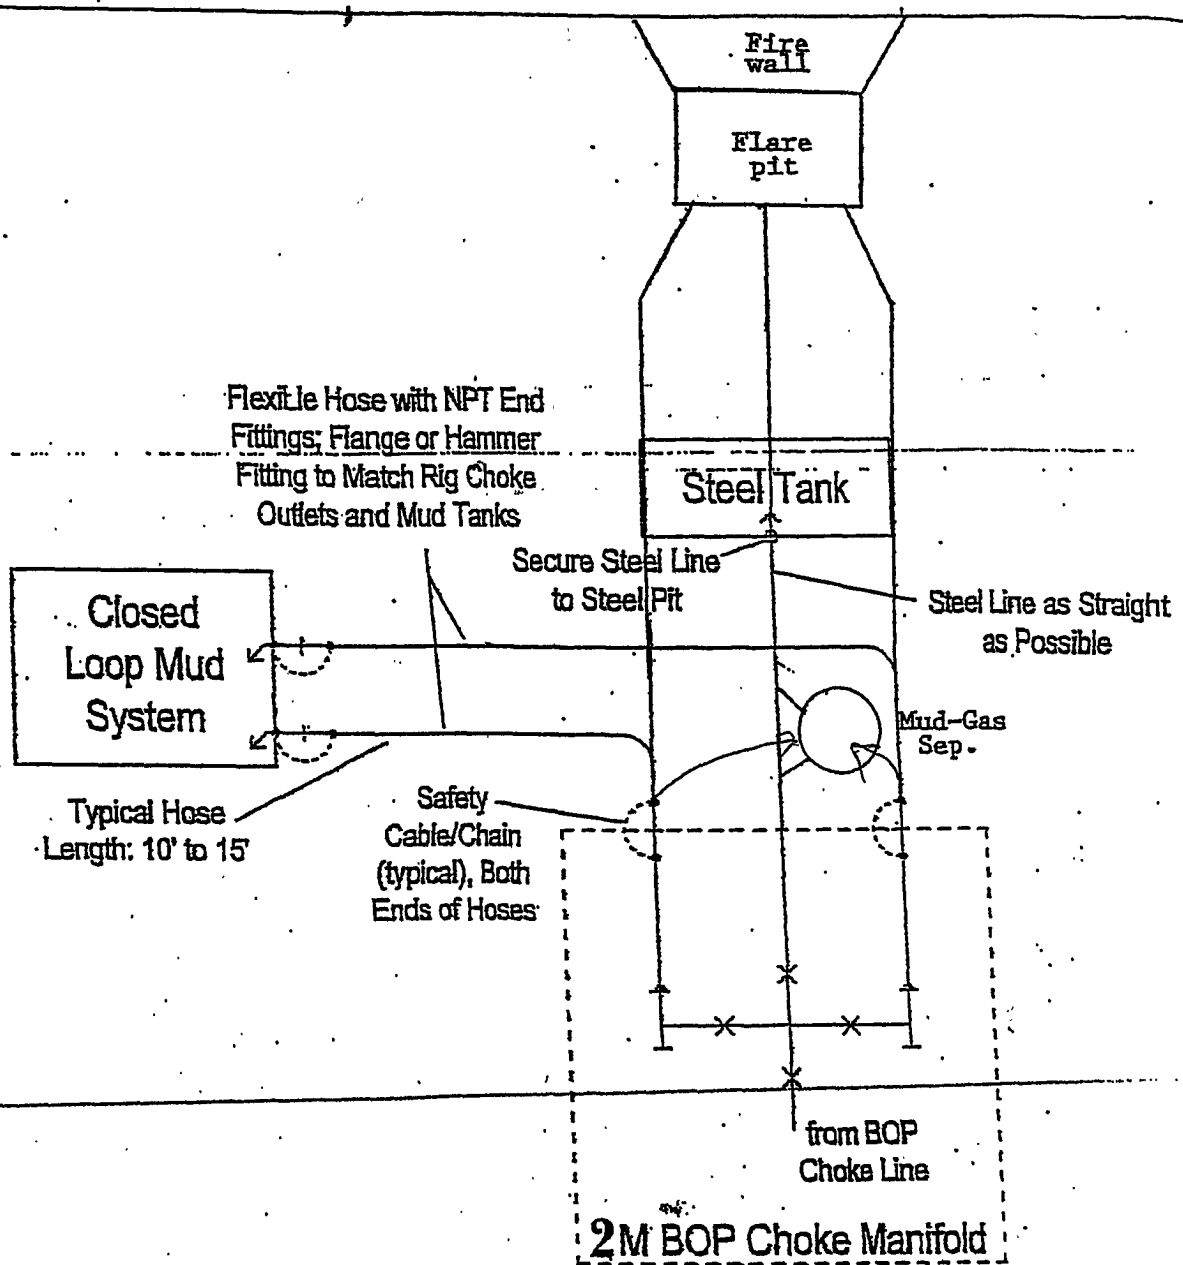 Fire
wall
Flare
pit
Flexible Hose with NPT End
Fittings; Flange or Hammer
Fitting to Match Rig Choke
Outlets and Mud Tanks
Steel Tank
Secure Steel Line
to Steel Pit
Steel Line as Straight
as Possible
Closed
Loop Mud
System
Mud-Gas
Sep.
Typical Hose
Length: 10' to 15'
Safety
Cable/Chain
(typical), Both
Ends of Hoses
from BOP
Choke Line
2M BOP Choke Manifold